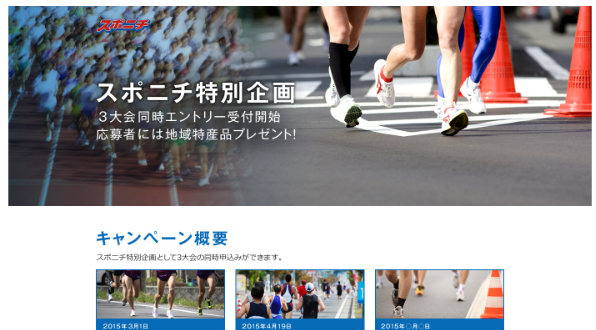 スポニチ
スポニチ特別企画
3大会同時エントリー受付開始
応募者には地域特産品プレゼント!
キャンペーン概要
スポニチ特別企画として3大会の同時申込みができます。
2015年3月1日
2015年4月19日
2015年○月○日